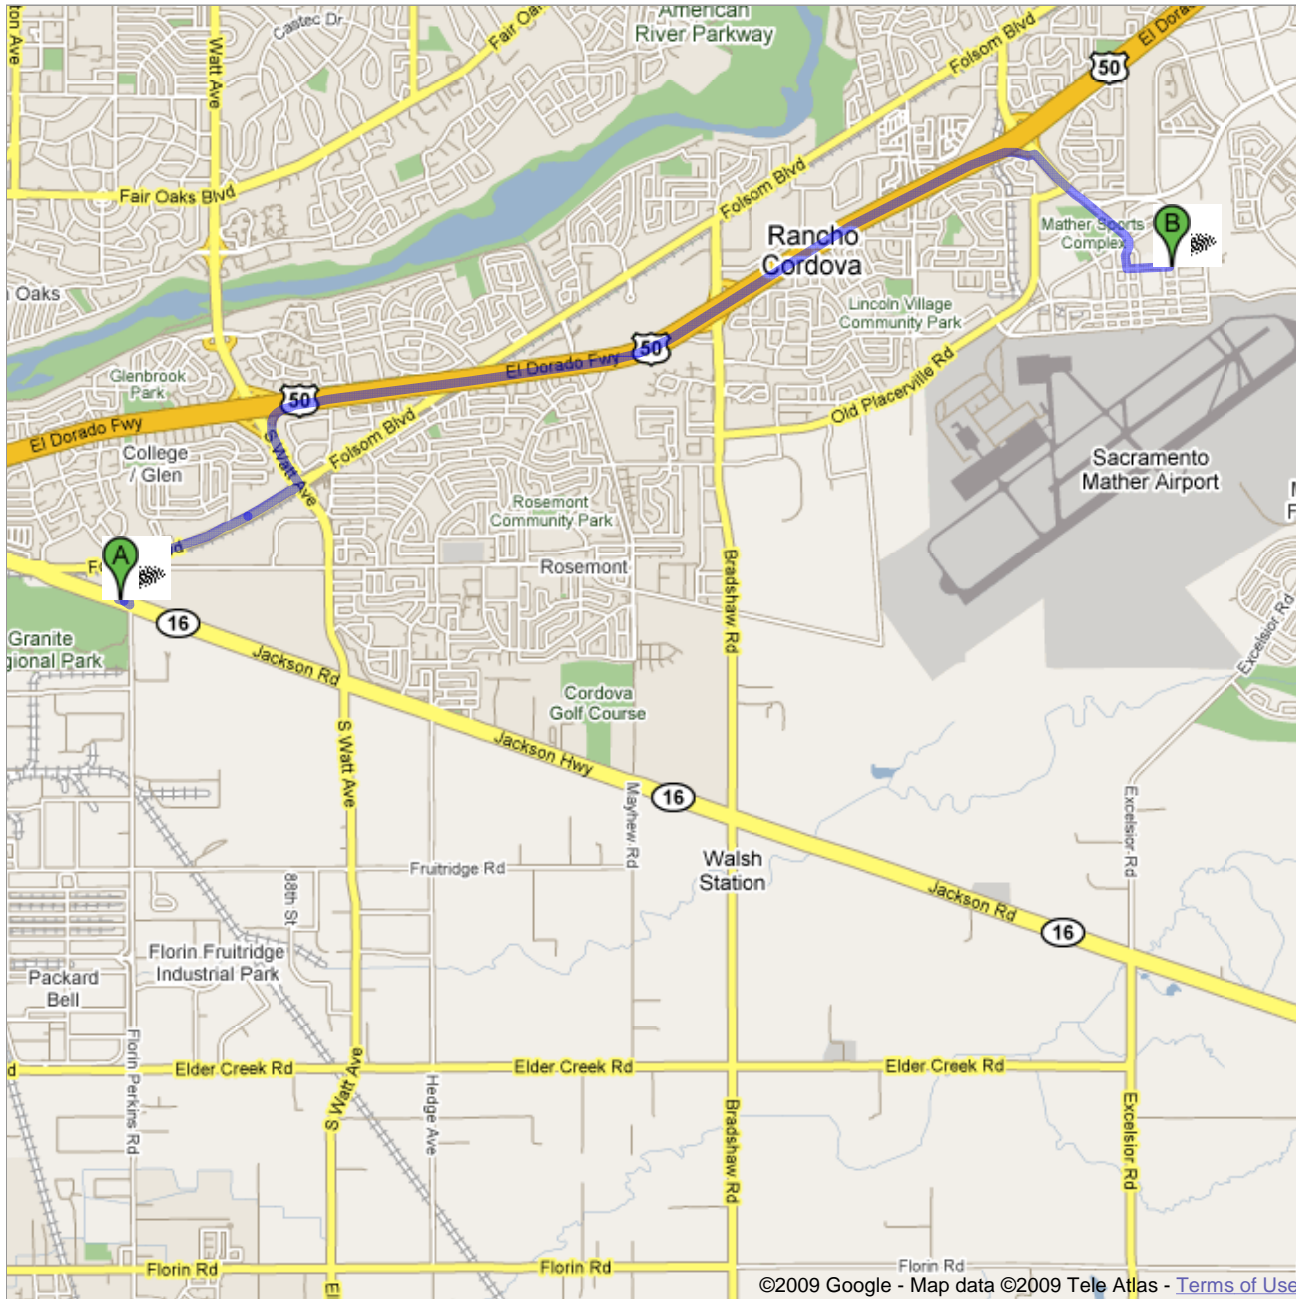 ton Ave
Castec Dr
Watt Ave
Fair Oa
American
River Parkway
Folsom Blvd
El Dorad
50
Fair Oaks Blvd
Folsom Blvd
Mather Sports
Complex
B
Rancho
Cordova
n Oaks
Lincoln Village
Community Park
50
El Dorado Fwy
Glenbrook
Park
50
Old Placerville Rd
El Dorado Fwy
S Watt Ave
Folsom Blvd
College
/ Glen
Sacramento
Mather Airport
Rosemont
Community Park
A
Rosemont
Bradshaw Rd
16
Granite
gional Park
Jackson Rd
Excelsior Rd
Cordova
Golf Course
S Watt Ave
Jackson Hwy
16
Mayhew Rd
Excelsior Rd
Fruitridge Rd
Walsh
Station
88th St
Jackson Rd
16
Florin Fruitridge
Industrial Park
Packard
Bell
Florin Perkins Rd
Elder Creek Rd
Elder Creek Rd
Elder Creek Rd
S Watt Ave
Hedge Ave
Bradshaw Rd
Excelsior Rd
Florin Rd
Florin Rd
Florin Rd
El
©2009 Google - Map data ©2009 Tele Atlas - Terms of Use